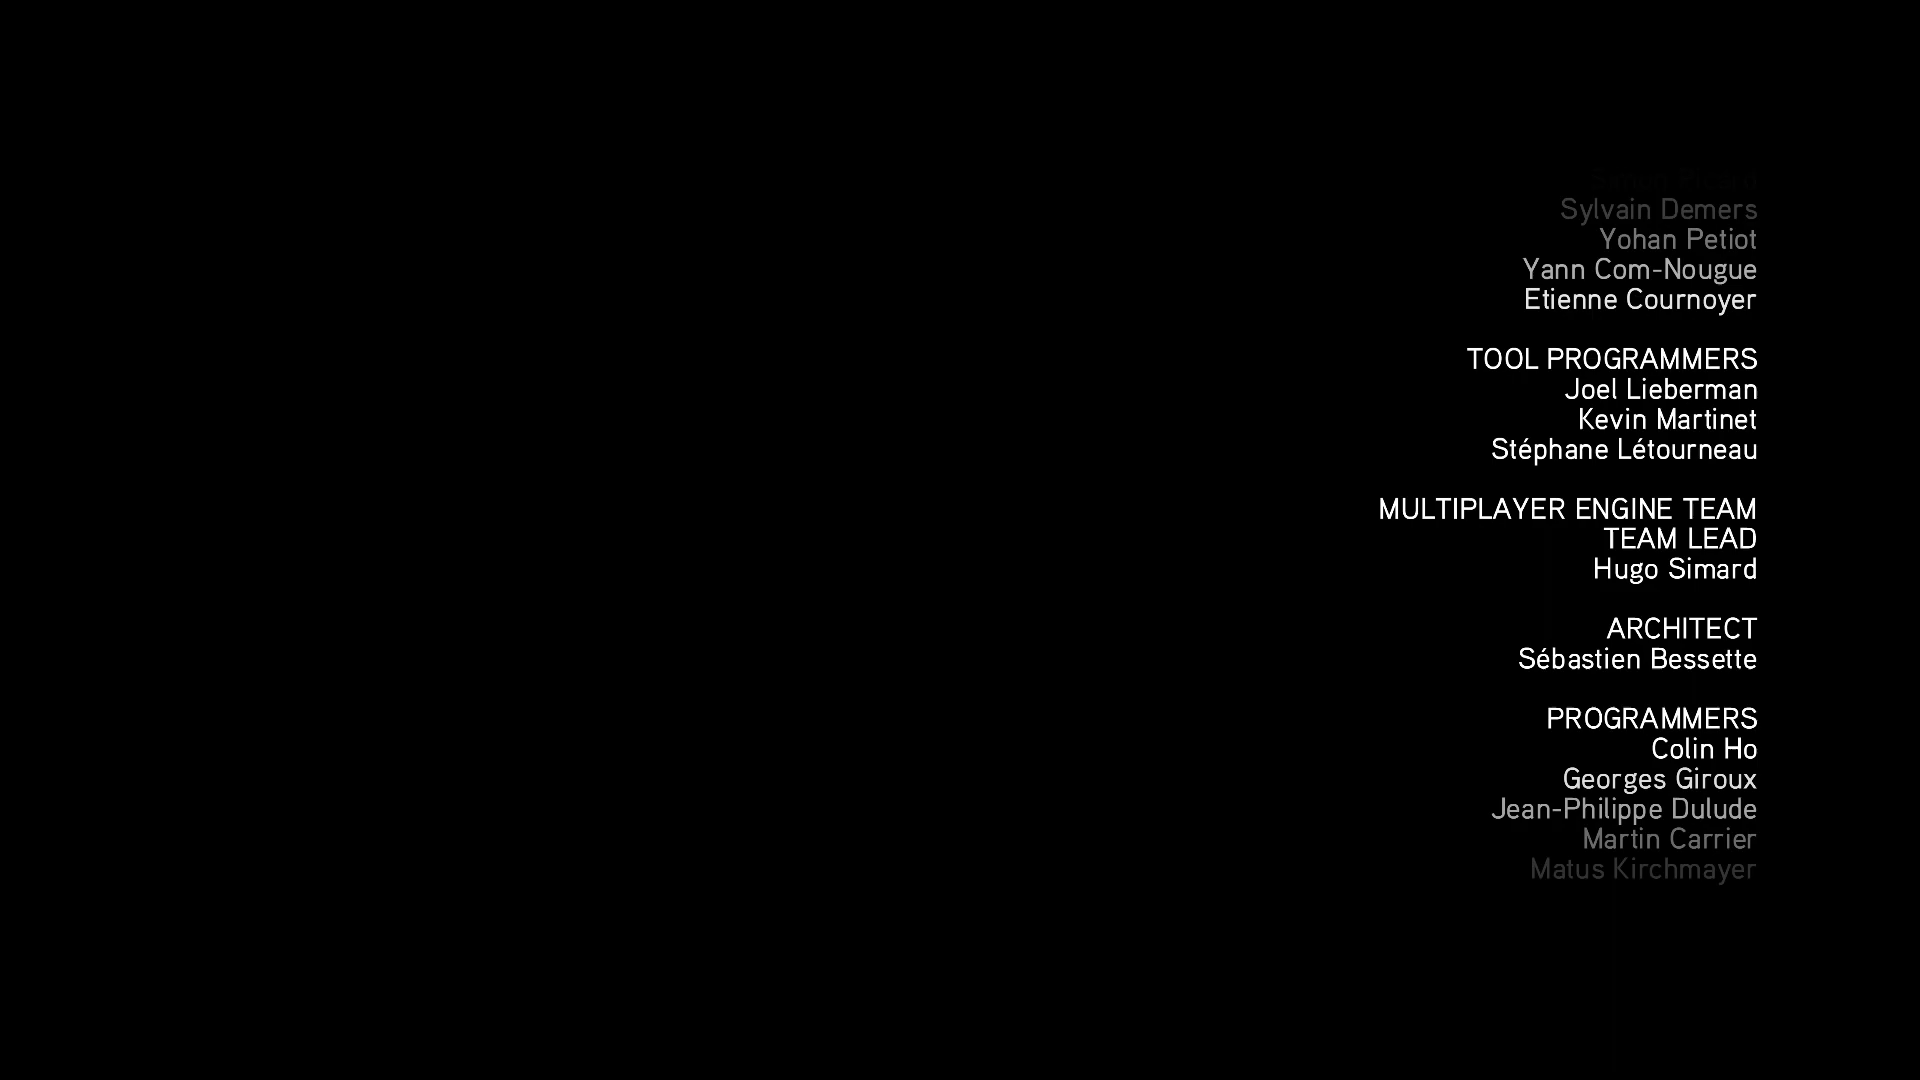 Sylvain Demers
Yohan Petiot
Yann Com-Nougue
Etienne Cournoyer
TOOL PROGRAMMERS
Joel Lieberman
Kevin Martinet
Stéphane Létourneau
MULTIPLAYER ENGINE TEAM
TEAM LEAD
Hugo Simard
ARCHITECT
Sébastien Bessette
PROGRAMMERS
Colin Ho
Georges Giroux
Jean-Philippe Dulude
Martin Carrier
Matus Kirchmayer